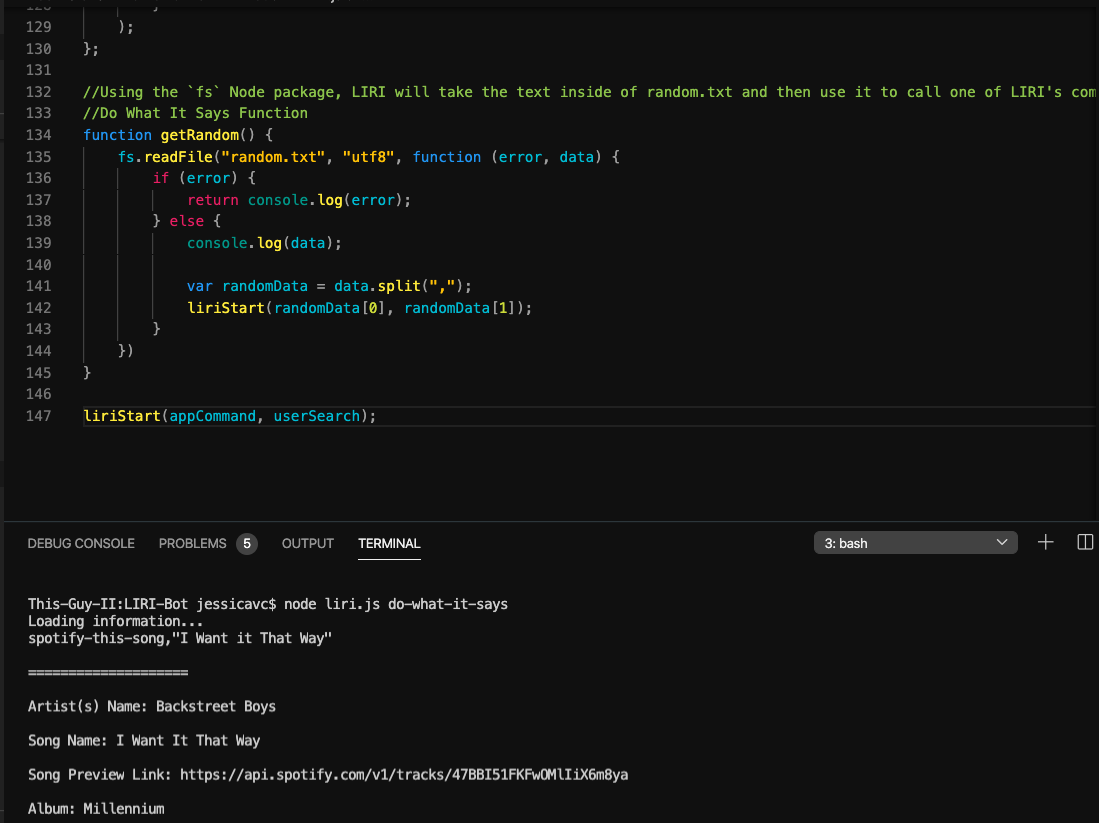 129 );
130 };
131
132 //Using the `fs` Node package, LIRI will take the text inside of random.txt and then use it to call one of LIRI's com
133 //Do What It Says Function
134 function getRandom() {
135 fs.readFile("random.txt", "utf8", function (error, data) {
136 if (error) {
137 return console.log(error);
138 } else {
139 console.log(data);
140
141 var randomData = data.split(",");
142 liriStart(randomData[0], randomData[1]);
143 }
144 })
145 }
146
147 liriStart(appCommand, userSearch);
DEBUG CONSOLE PROBLEMS 5 OUTPUT TERMINAL 3: bash
This-Guy-II:LIRI-Bot jessicavc$ node liri.js do-what-it-says
Loading information...
spotify-this-song,"I Want it That Way"
====================
Artist(s) Name: Backstreet Boys
Song Name: I Want It That Way
Song Preview Link: https://api.spotify.com/v1/tracks/47BBI51FKFwOMlIiX6m8ya
Album: Millennium